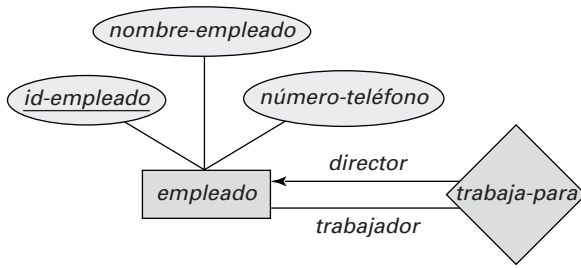 nombre-empleado
id-empleado
número-teléfono
director
empleado
trabaja-para
trabajador